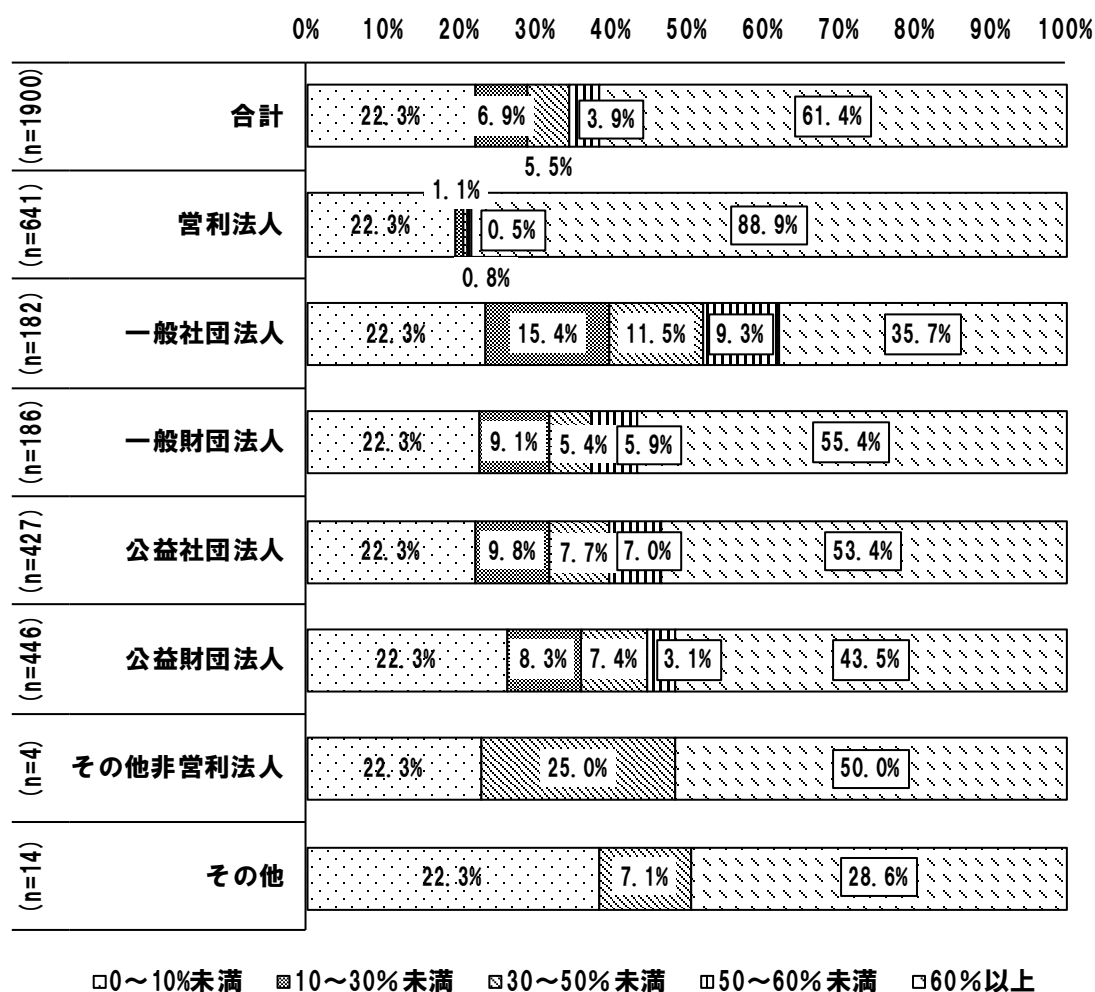 0% 10% 20% 30% 40% 50% 60% 70% 80% 90% 100%
(n=1900) 合計 22.3% 6.9% 5.5% 3.9% 61.4%
(n=641) 営利法人 22.3% 1.1% 0.8% 0.5% 88.9%
(n=182) 一般社団法人 22.3% 15.4% 11.5% 9.3% 35.7%
(n=186) 一般財団法人 22.3% 9.1% 5.4% 5.9% 55.4%
(n=427) 公益社団法人 22.3% 9.8% 7.7% 7.0% 53.4%
(n=446) 公益財団法人 22.3% 8.3% 7.4% 3.1% 43.5%
(n=4) その他非営利法人 22.3% 25.0% 50.0%
(n=14) その他 22.3% 7.1% 28.6%
0～10%未満 10～30%未満 30～50%未満 50～60%未満 60%以上